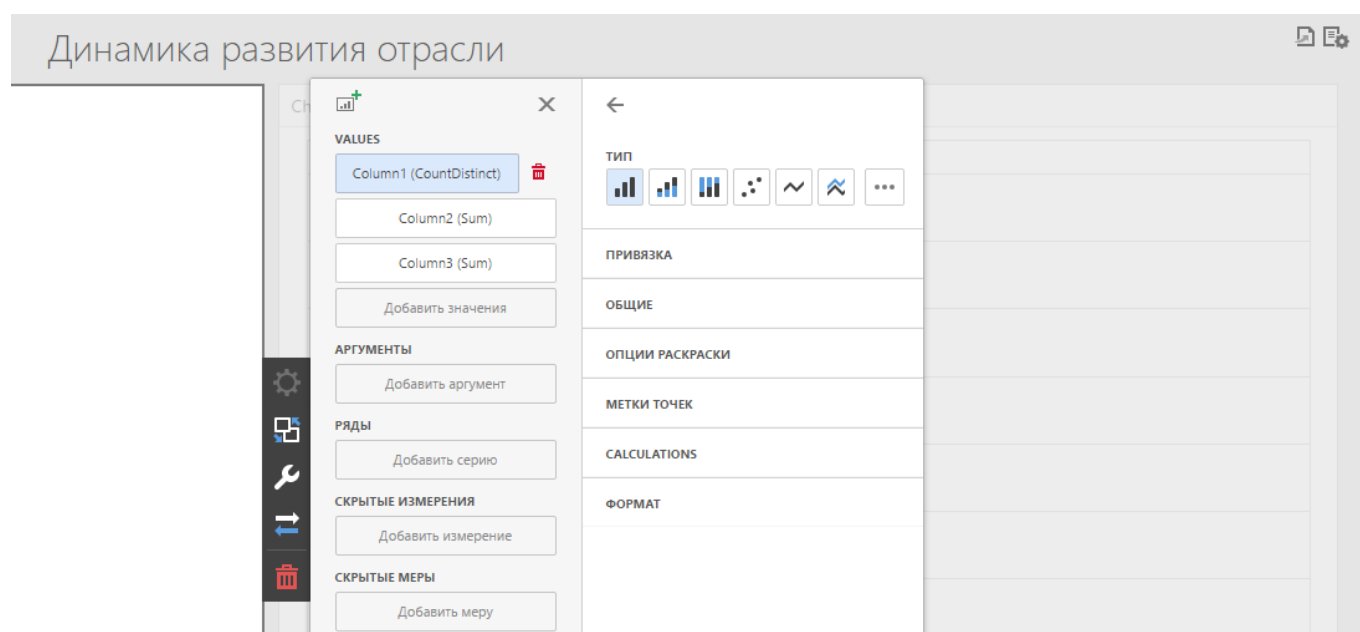 Динамика развития отрасли
Ch
VALUES
Column1 (CountDistinct)
Column2 (Sum)
Column3 (Sum)
Добавить значения
АРГУМЕНТЫ
Добавить аргумент
РЯДЫ
Добавить серию
СКРЫТЫЕ ИЗМЕРЕНИЯ
Добавить измерение
СКРЫТЫЕ МЕРЫ
Добавить меру
ТИП
ПРИВЯЗКА
ОБЩИЕ
ОПЦИИ РАСКРАСКИ
МЕТКИ ТОЧЕК
CALCULATIONS
ФОРМАТ